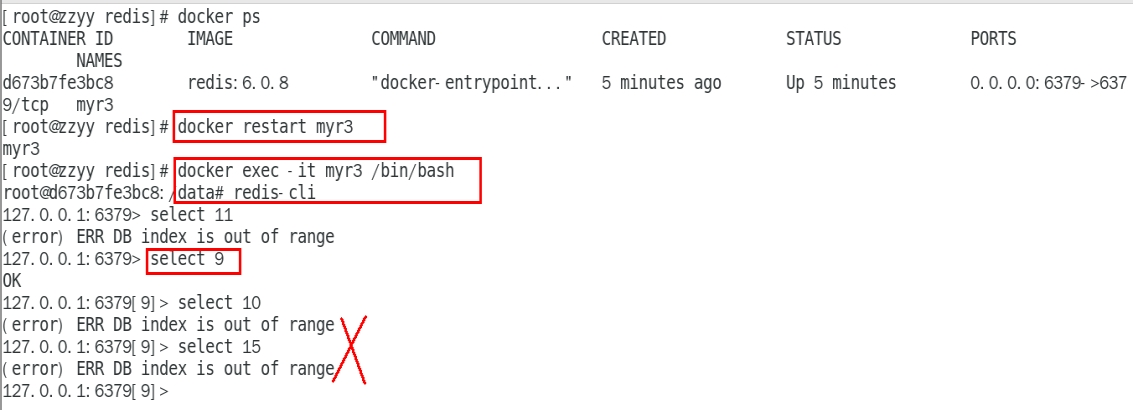 [root@zzyy redis]# docker ps
CONTAINER ID        IMAGE               COMMAND                  CREATED             STATUS              PORTS
        NAMES
d673b7fe3bc8        redis:6.0.8         "docker-entrypoint..."   5 minutes ago       Up 5 minutes        0.0.0.0:6379->637
9/tcp   myr3
[root@zzyy redis]# docker restart myr3
myr3
[root@zzyy redis]# docker exec -it myr3 /bin/bash
root@d673b7fe3bc8:/data# redis-cli
127.0.0.1:6379> select 11
(error) ERR DB index is out of range
127.0.0.1:6379> select 9
OK
127.0.0.1:6379[9]> select 10
(error) ERR DB index is out of range
127.0.0.1:6379[9]> select 15
(error) ERR DB index is out of range
127.0.0.1:6379[9]>